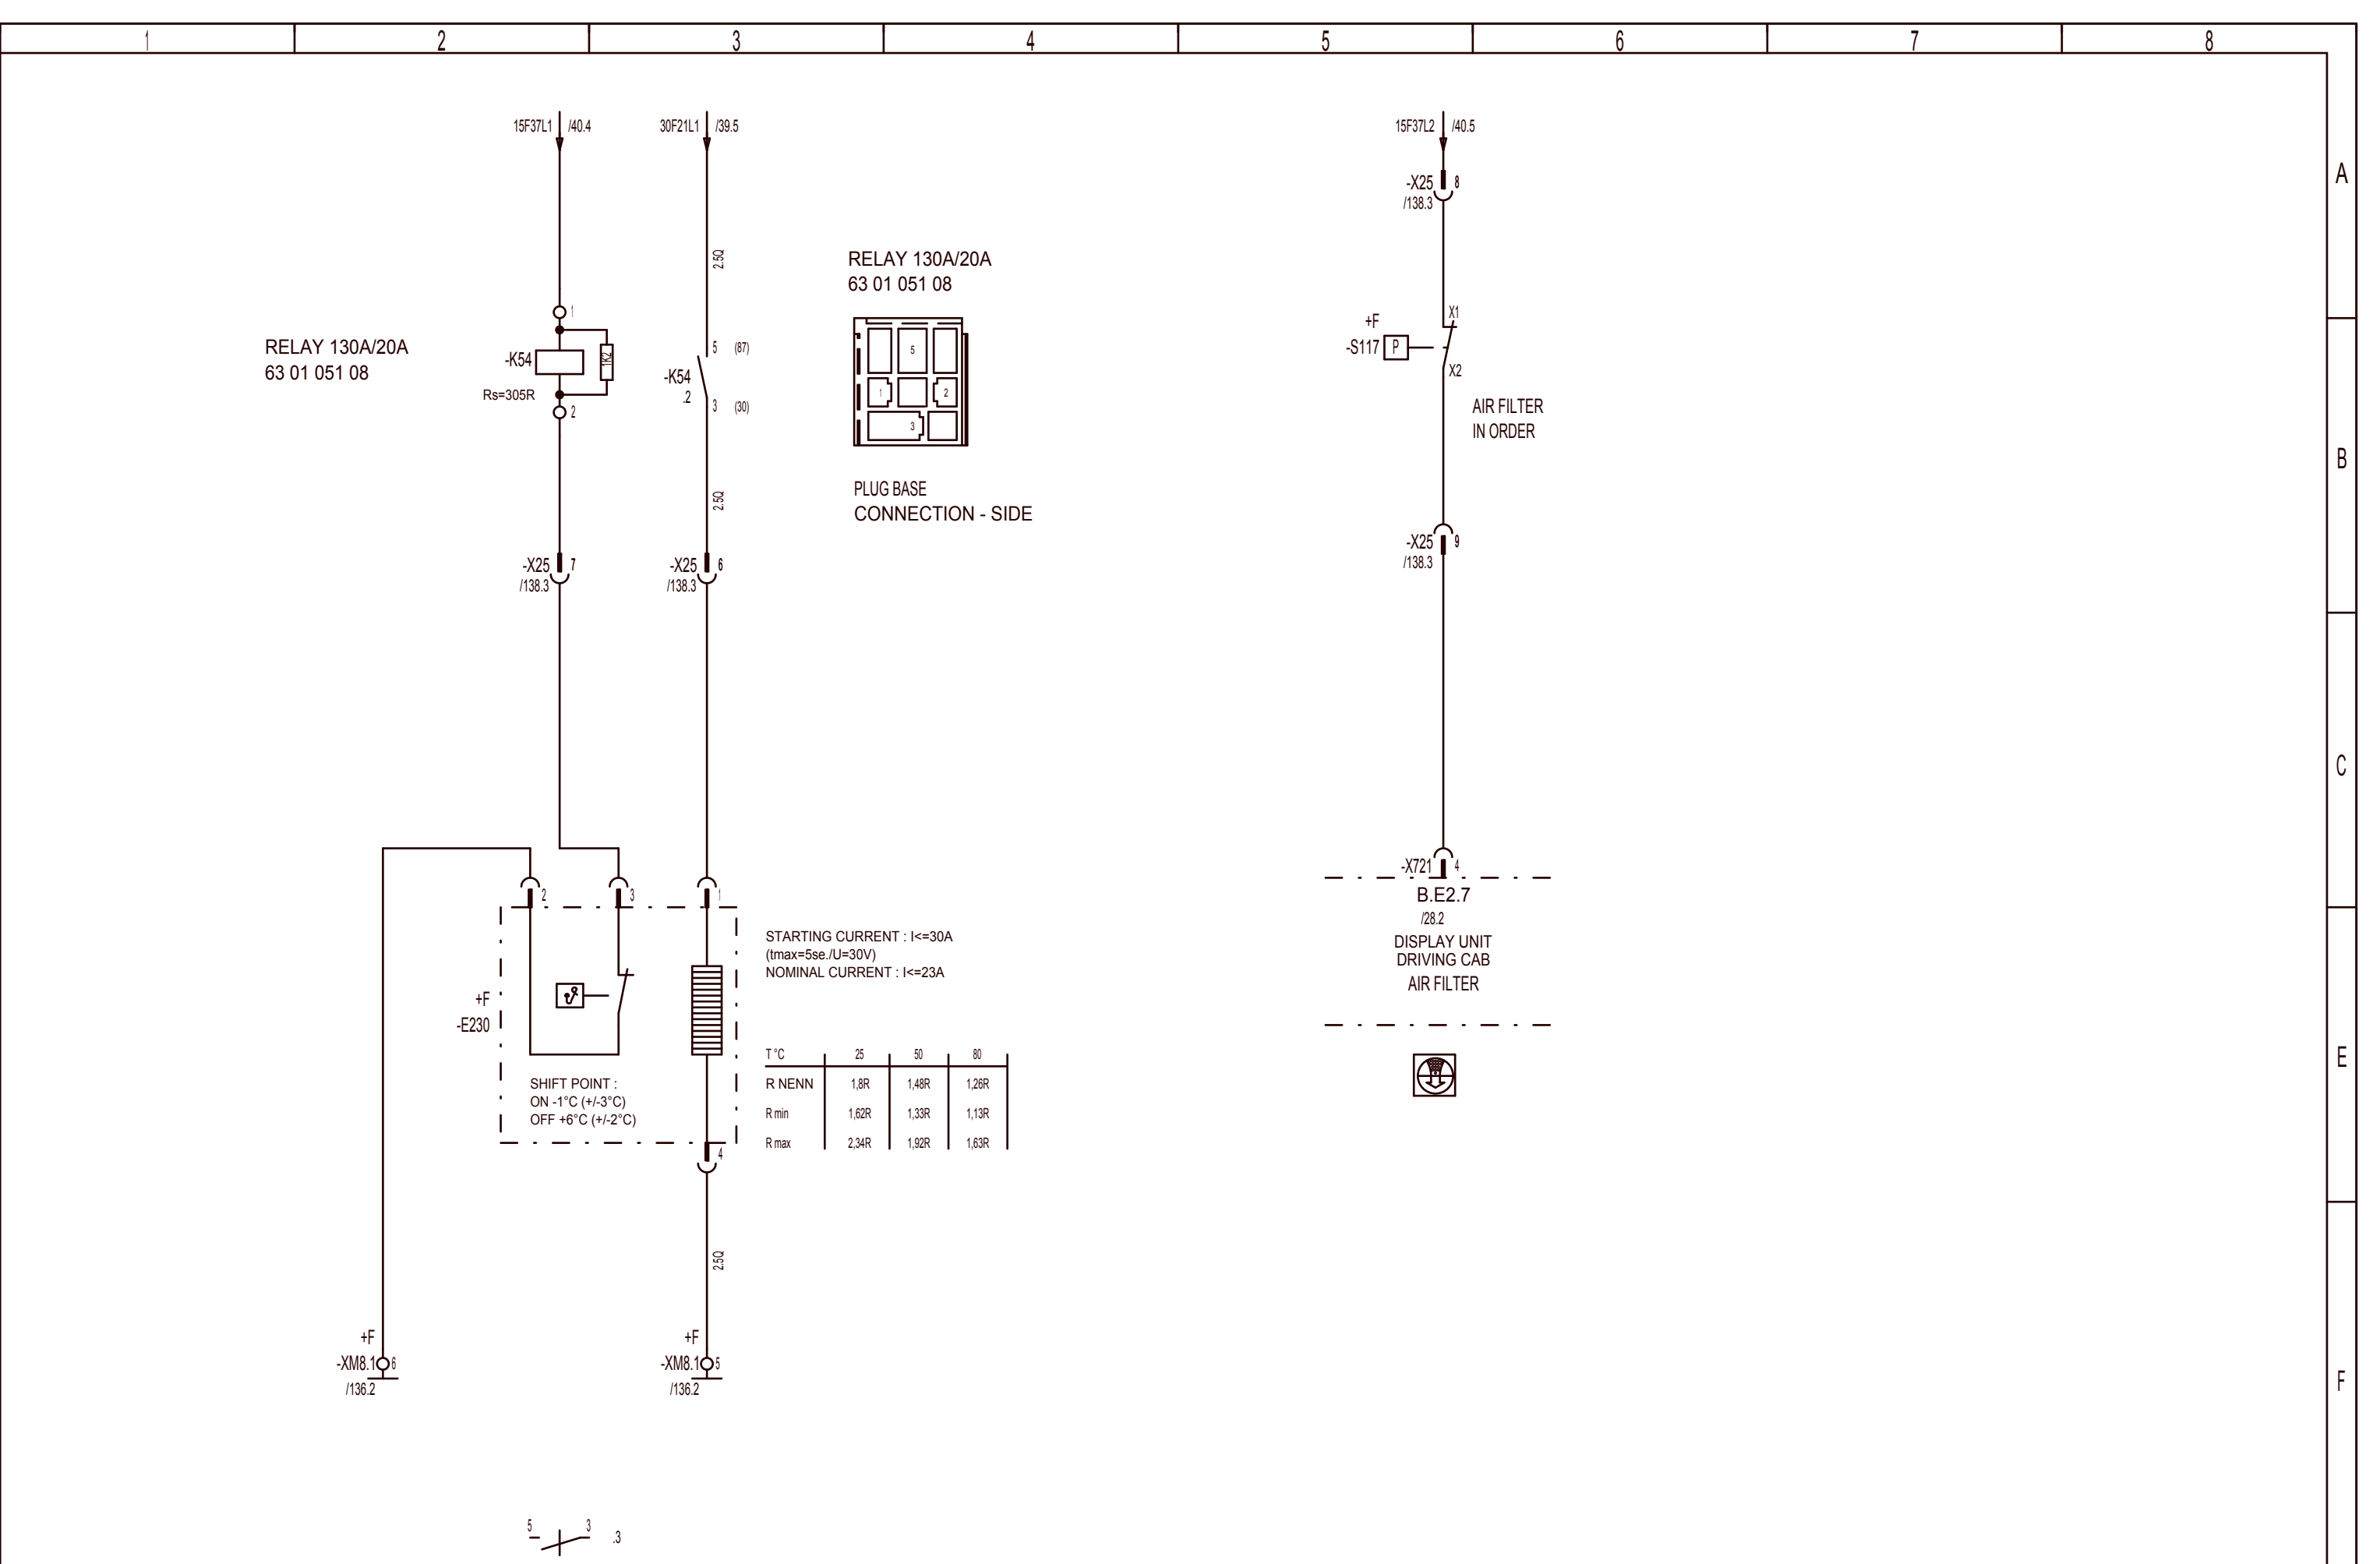 1 2 3 4 5 6 7 8
15F37L1 /40.4
30F21L1 /39.5
15F37L2 /40.5
A
-X25 8
/138.3
2.5Q
RELAY 130A/20A
63 01 051 08
1
RELAY 130A/20A
63 01 051 08
-K54
1K2
Rs=305R
2
5 (87)
-K54
.2
3 (30)
5
1 2
3
PLUG BASE
CONNECTION - SIDE
+F
-S117 P
X1
X2
AIR FILTER
IN ORDER
B
2.5Q
-X25 7
/138.3
-X25 6
/138.3
-X25 9
/138.3
C
-X721 4
B.E2.7
/28.2
DISPLAY UNIT
DRIVING CAB
AIR FILTER
2 3 1
+F
-E230
STARTING CURRENT : I<=30A
(tmax=5se./U=30V)
NOMINAL CURRENT : I<=23A
SHIFT POINT :
ON -1°C (+/-3°C)
OFF +6°C (+/-2°C)
T °C 25 50 80
R NENN 1,8R 1,48R 1,26R
R min 1,62R 1,33R 1,13R
R max 2,34R 1,92R 1,63R
E
4
2.5Q
+F
-XM8.1 6
/136.2
+F
-XM8.1 5
/136.2
F
5 3 .3